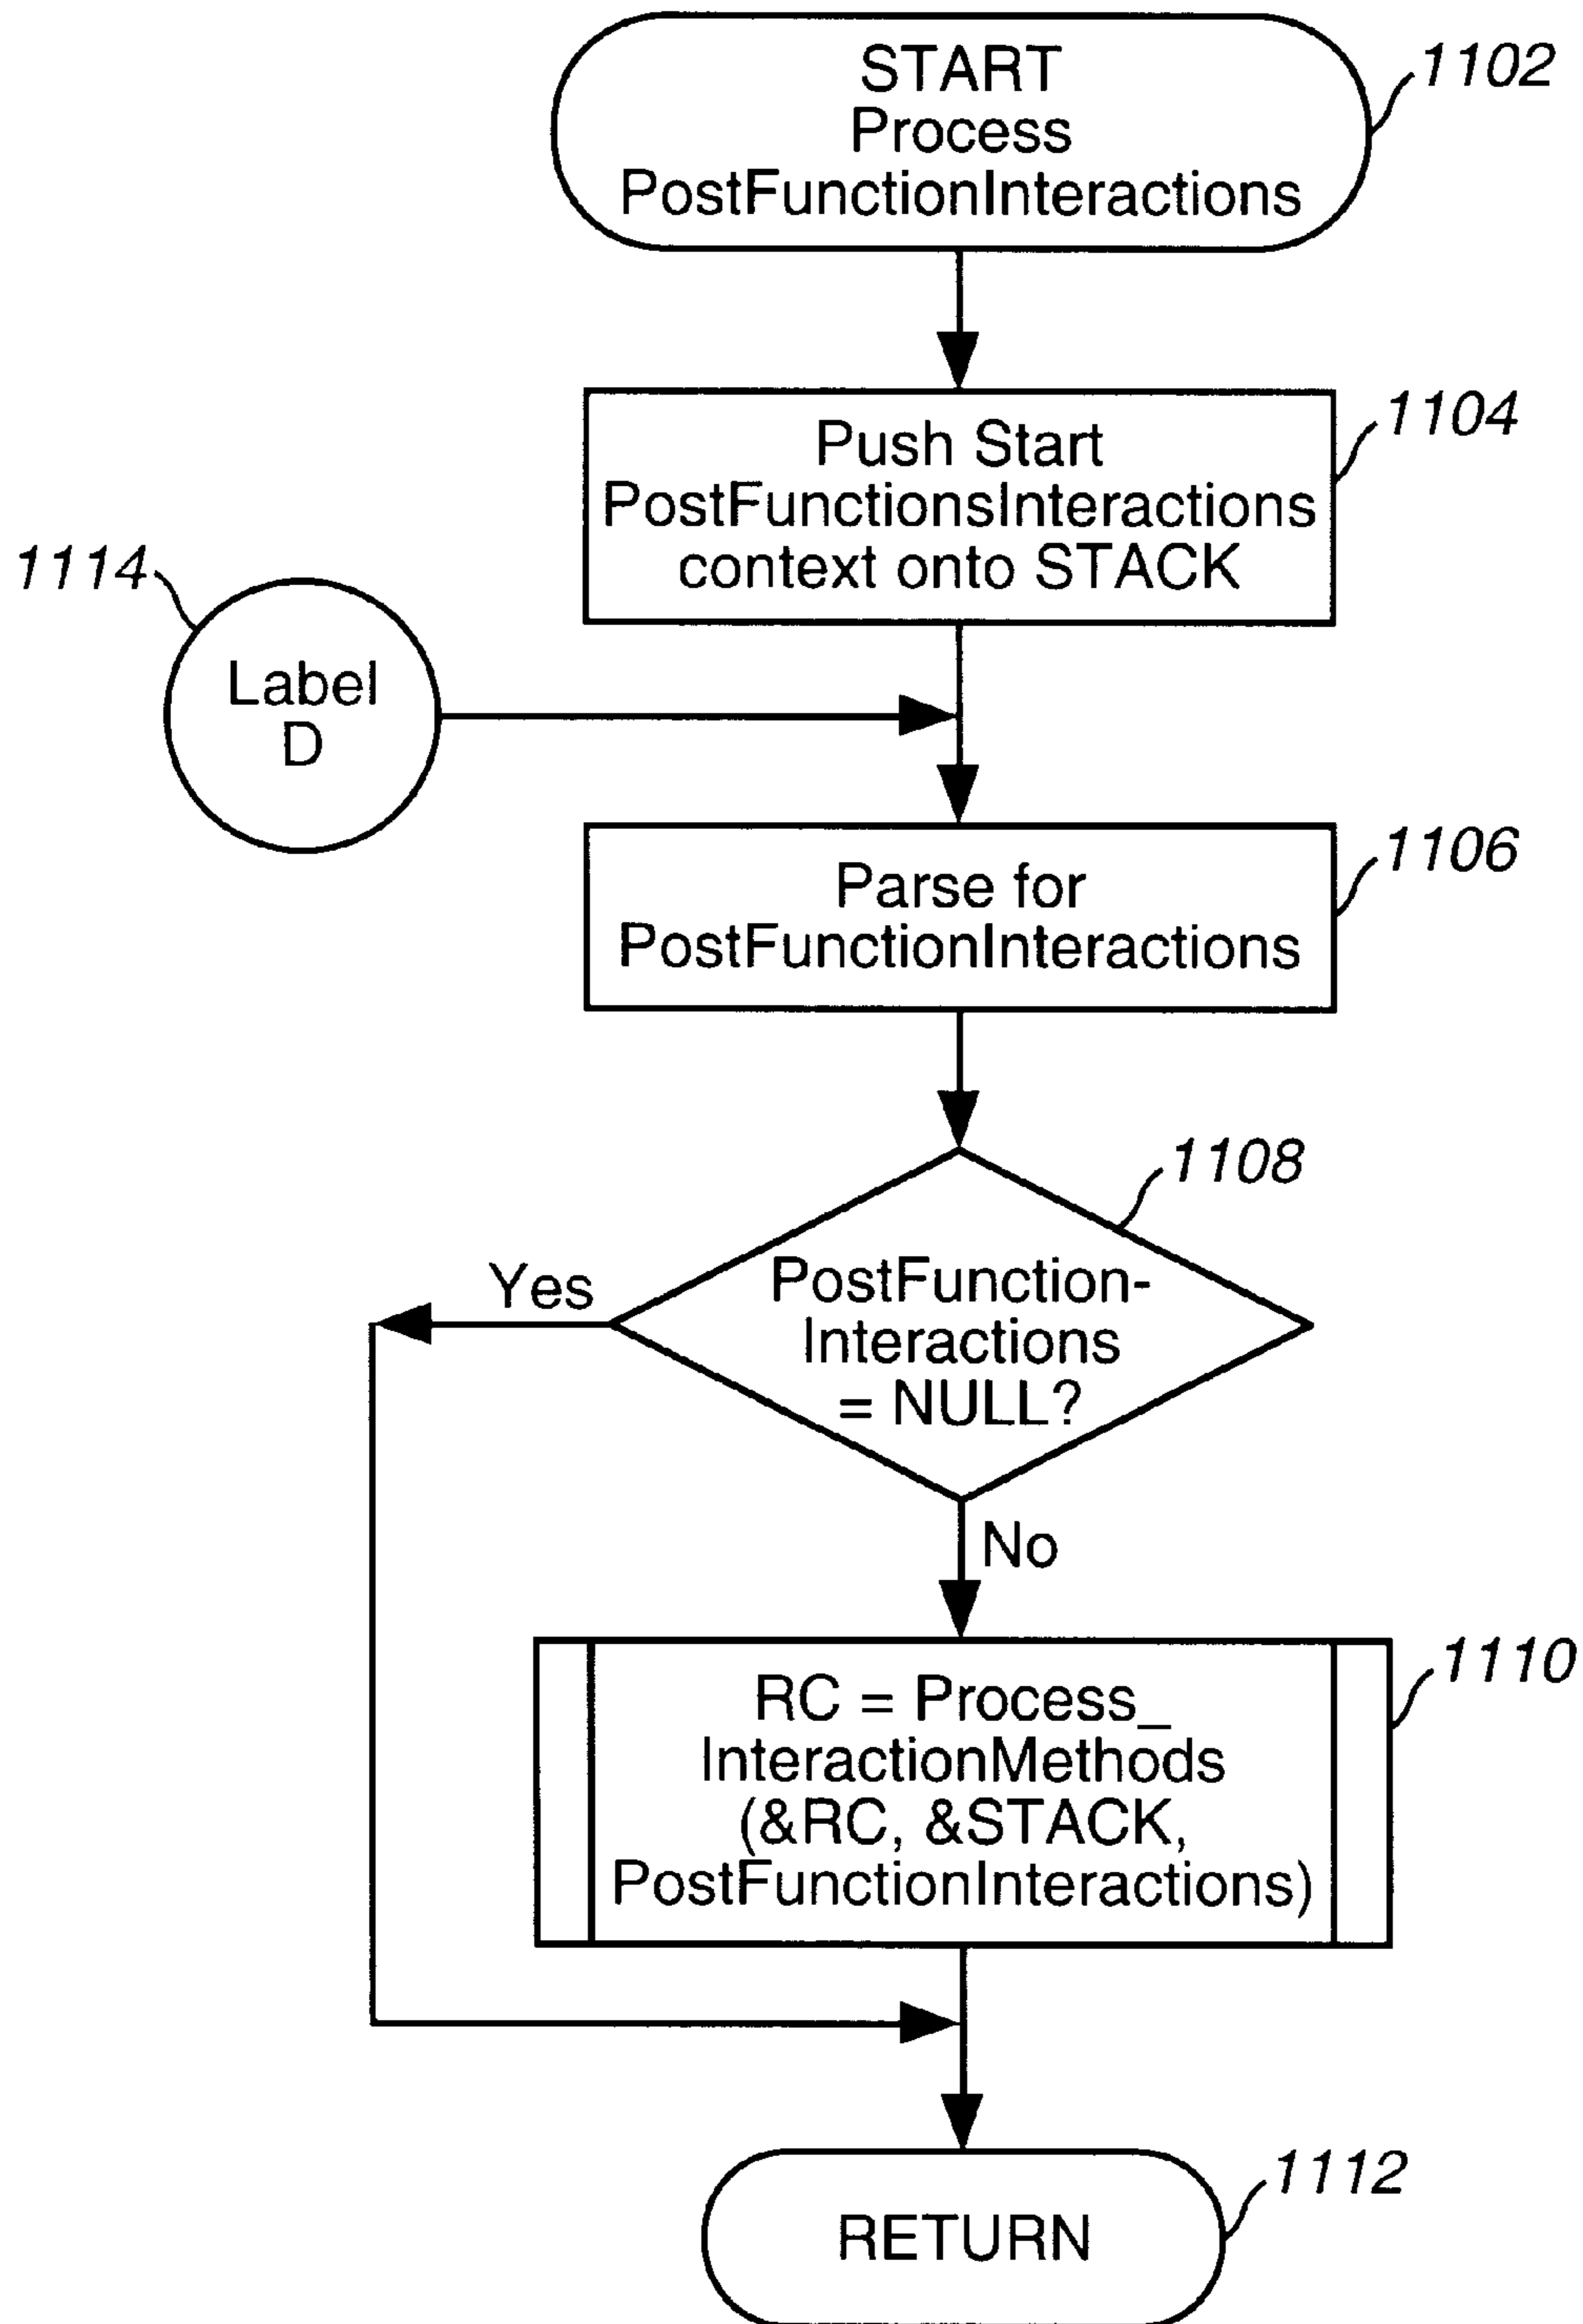 START
Process
PostFunctionInteractions
1102
Push Start
PostFunctionsInteractions
context onto STACK
1104
1114
Label
D
Parse for
PostFunctionInteractions
1106
1108
PostFunction-
Interactions
= NULL?
Yes
No
RC = Process_
InteractionMethods
(&RC, &STACK,
PostFunctionInteractions)
1110
RETURN
1112